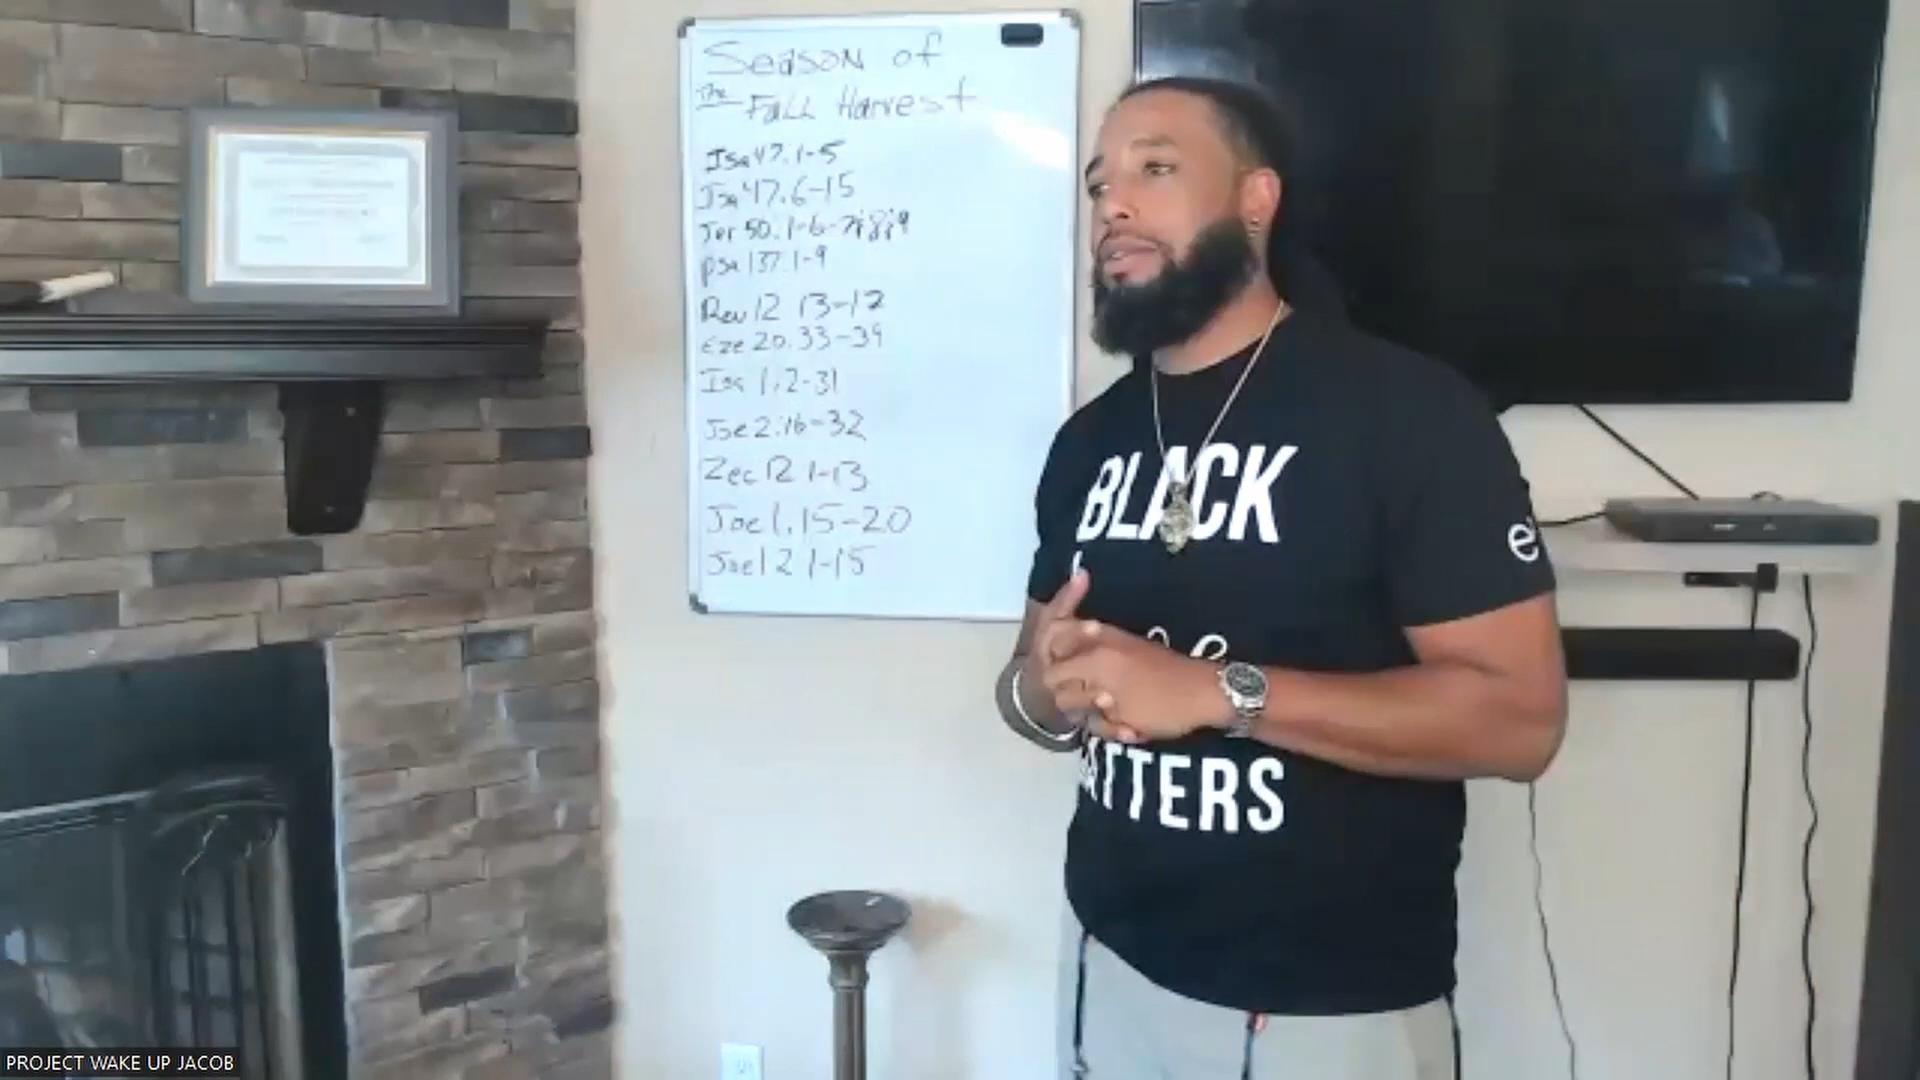 Season of
The Fall Harvest
Isa 47.1-5
Isa 47.6-15
Jer 50.1-6-7;8;9
Psa 137.1-9
Rev 12 13-12
Eze 20.33-39
Isa 1.2-31
Joe 2:16-32
Zec 12 1-13
Joel.15-20
Joel 2 1-15
BLACK
ATTERS
e
PROJECT WAKE UP JACOB